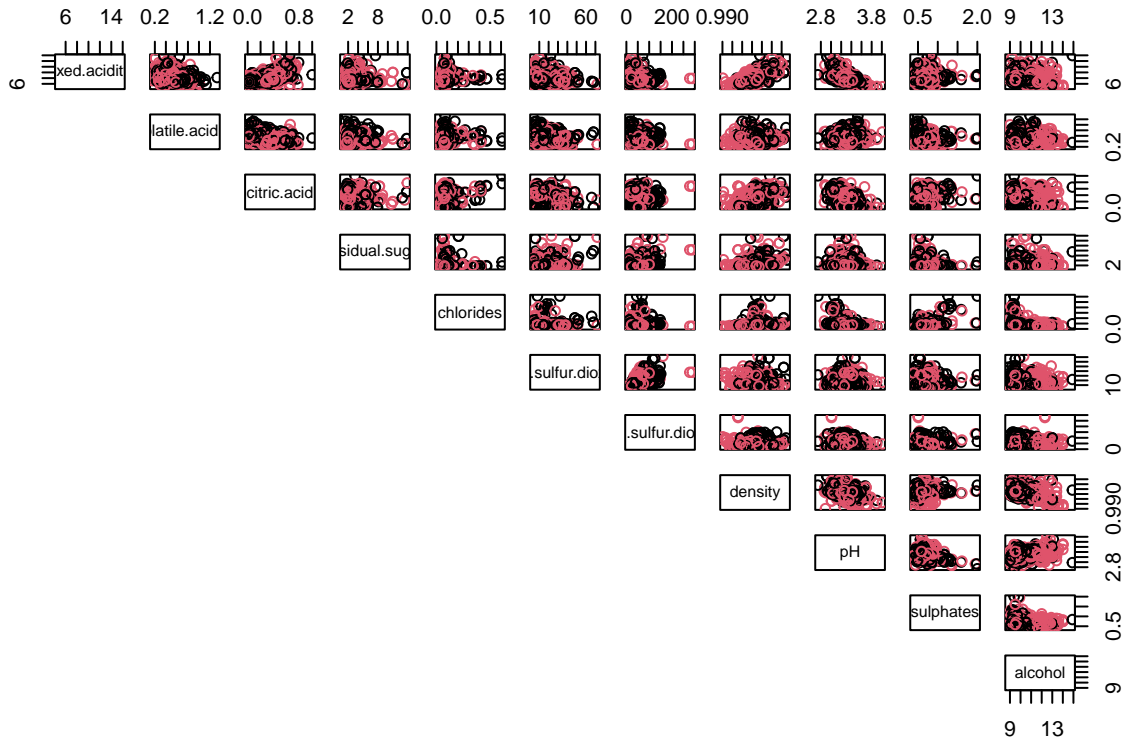 0.2 1.2 0.0 0.8 2 8 0.0 0.5 10 60 0 200 0.990 2.8 3.8 0.5 2.0 9 13
6 6 14 6
xed.acidit 6
latile.acid 0.2
citric.acid 0.0
sidual.sug 2
chlorides 0.0
.sulfur.dio 10
.sulfur.dio 0
density 0.990
pH 2.8
sulphates 0.5
alcohol 9
9 13